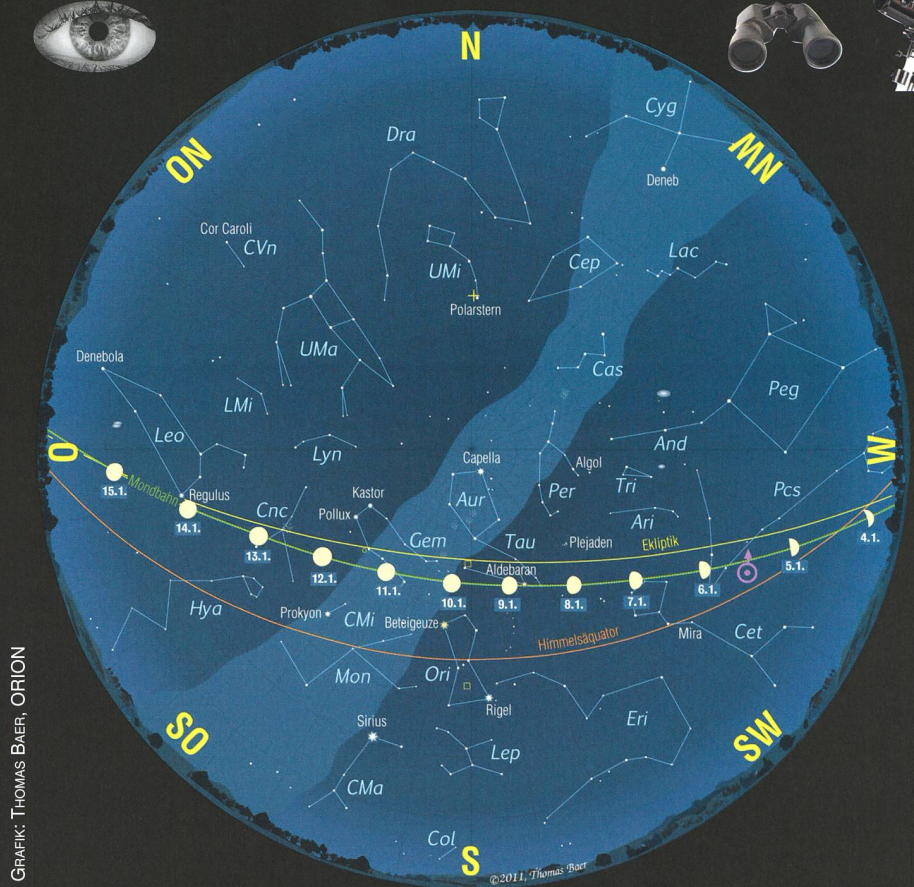 N
Cyg
Dra
NO
NW
Deneb
Cor Caroli
CVn
Lac
Cep
UMi
Polarstern
UMa
Denebola
Cas
Peg
LMi
Leo
And
O
Lyn
Capella
Algol
W
15.1.
Mondbahn
Regulus
Kastor
Aur
Per
Tri
Pcs
14.1.
Cnc
Pollux
Ari
4.1.
13.1.
Gem
Tau
Plejaden
Ekliptik
12.1.
Aldebaran
5.1.
11.1.
10.1.
9.1.
8.1.
7.1.
6.1.
Hya
Prokyon
CMi
Beteigeuze
Himmelsäquator
Mira
Cet
Mon
Ori
Rigel
Eri
Sirius
SO
SW
Lep
CMa
Col
S
©2011, Thomas Baer
GRAFIK: THOMAS BAER, ORION